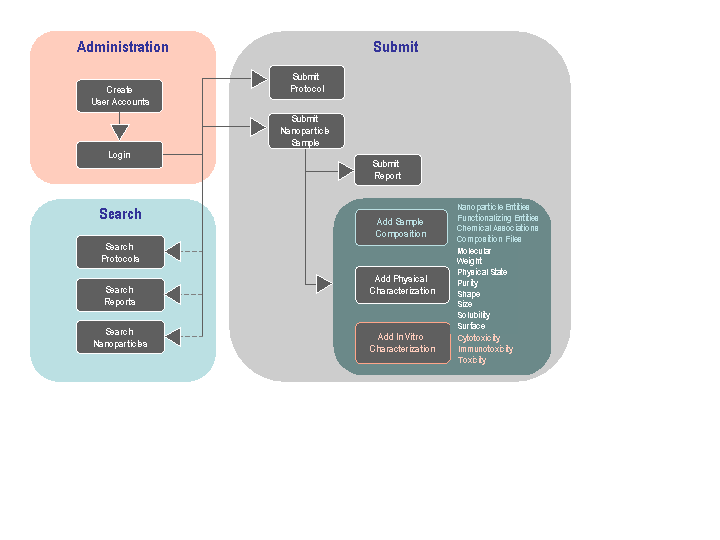 Administration
Create
User Accounts
Login
Search
Search
Protocols
Search
Reports
Search
Nanoparticles
Submit
Submit
Protocol
Submit
Nanoparticle
Sample
Submit
Report
Add Sample
Composition
Nanoparticle Entities
Functionalizing Entities
Chemical Associations
Composition Files
Add Physical
Characterization
Molecular
Weight
Physical State
Purity
Shape
Size
Solubility
Surface
Add In Vitro
Characterization
Cytotoxicity
Immunotoxicity
Toxicity